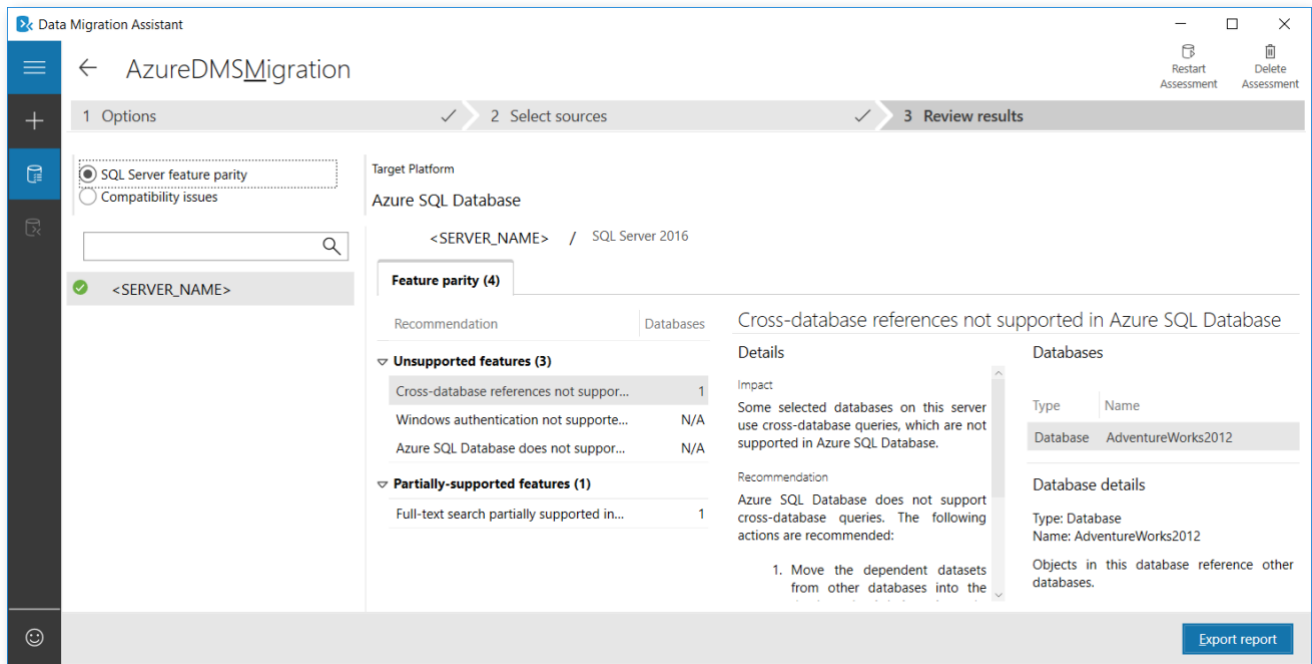 Data Migration Assistant
AzureDMSMigration
Restart
Assessment
Delete
Assessment
1 Options
2 Select sources
3 Review results
SQL Server feature parity
Compatibility issues
<SERVER_NAME>
Target Platform
Azure SQL Database
<SERVER_NAME> / SQL Server 2016
Feature parity (4)
Recommendation Databases
Unsupported features (3)
Cross-database references not suppor... 1
Windows authentication not supporte... N/A
Azure SQL Database does not suppor... N/A
Partially-supported features (1)
Full-text search partially supported in... 1
Cross-database references not supported in Azure SQL Database
Details
Impact
Some selected databases on this server
use cross-database queries, which are not
supported in Azure SQL Database.
Recommendation
Azure SQL Database does not support
cross-database queries. The following
actions are recommended:
1. Move the dependent datasets
from other databases into the
Databases
Type Name
Database AdventureWorks2012
Database details
Type: Database
Name: AdventureWorks2012
Objects in this database reference other
databases.
Export report